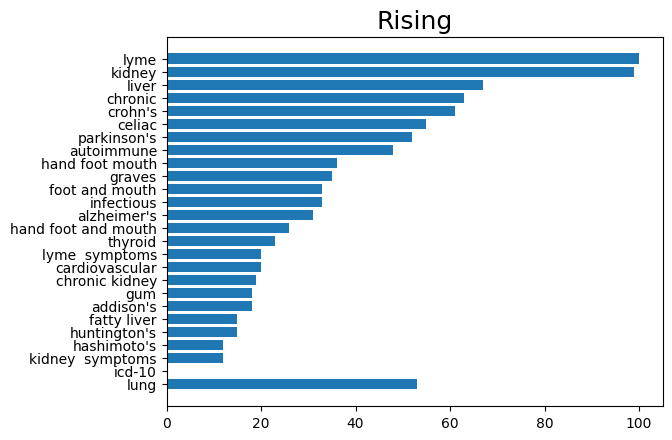 Rising
lyme
kidney
liver
chronic
crohn's
celiac
parkinson's
autoimmune
hand foot mouth
graves
foot and mouth
infectious
alzheimer's
hand foot and mouth
thyroid
lyme  symptoms
cardiovascular
chronic kidney
gum
addison's
fatty liver
huntington's
hashimoto's
kidney  symptoms
icd-10
lung
0 20 40 60 80 100